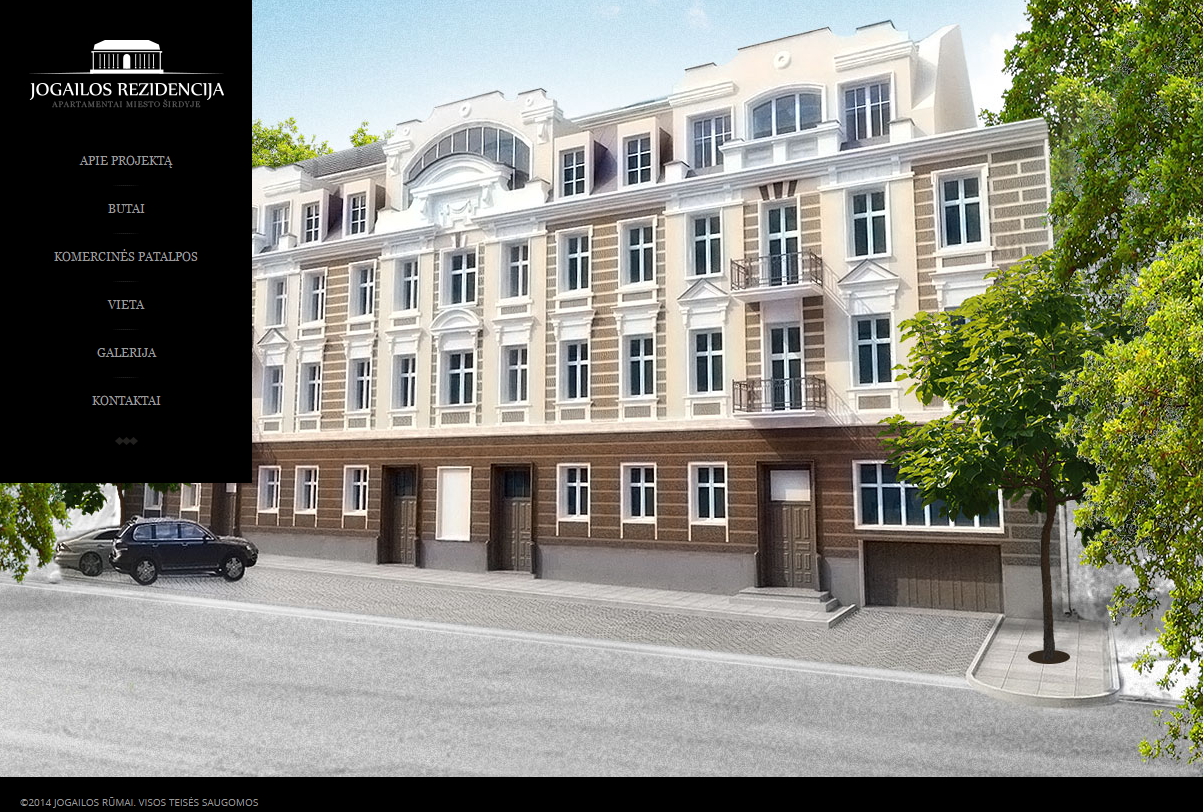 JOGAILOS REZIDENCIJA
APARTAMENTAI MIESTO ŠIRDYJE
APIE PROJEKTĄ
BUTAI
KOMERCINĖS PATALPOS
VIETA
GALERIJA
KONTAKTAI
©2014 JOGAILOS RŪMAI. VISOS TEISĖS SAUGOMOS